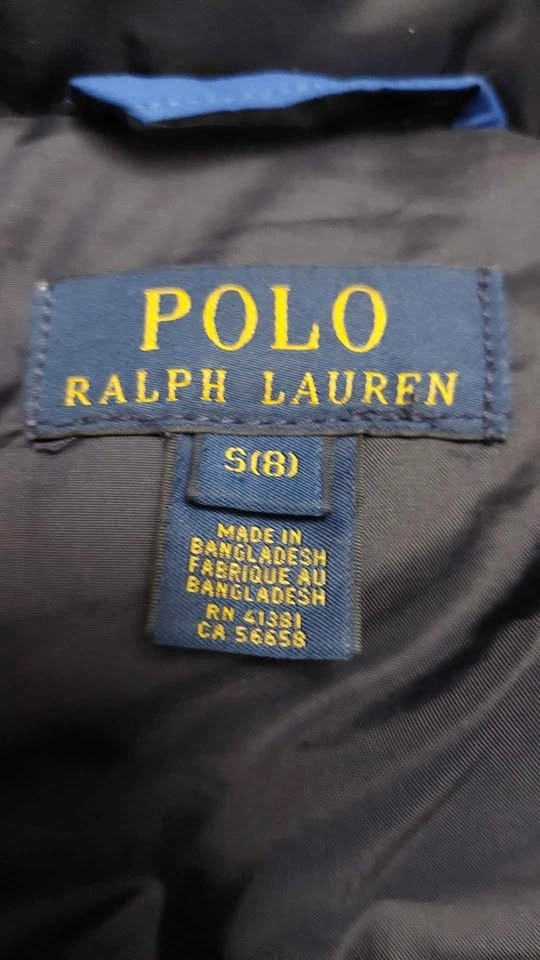 POLO
RALPH LAUREN
S(8)
MADE IN
BANGLADESH
FABRIQUE AU
BANGLADESH
RN 41381
CA 56658